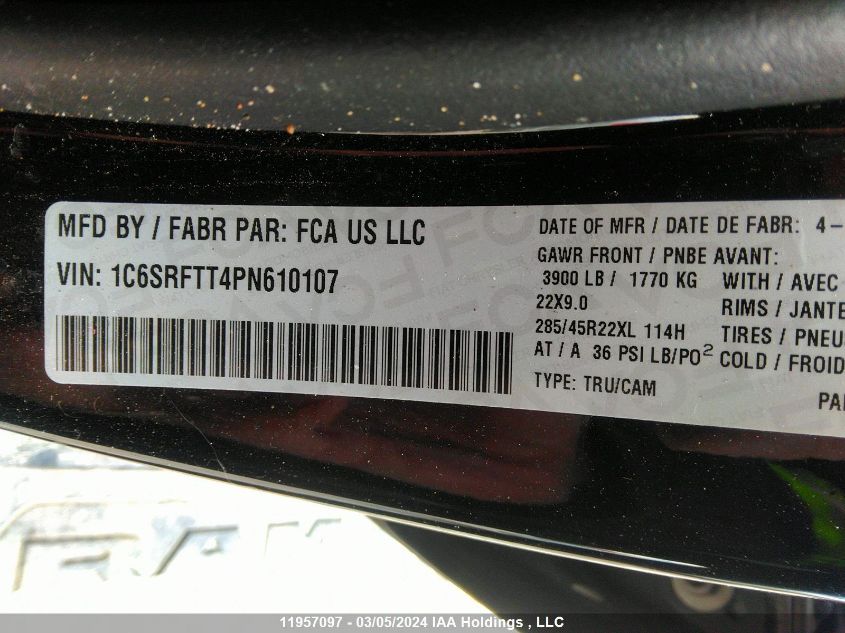 MFD BY / FABR PAR: FCA US LLC
VIN: 1C6SRFTT4PN610107
DATE OF MFR / DATE DE FABR: 4-
GAWR FRONT / PNBE AVANT:
3900 LB / 1770 KG WITH / AVEC
22X9.0 RIMS / JANTE
285/45R22XL 114H TIRES / PNEU
AT / A 36 PSI LB/PO² COLD / FROID
TYPE: TRU/CAM
11957097 - 03/05/2024 IAA Holdings , LLC